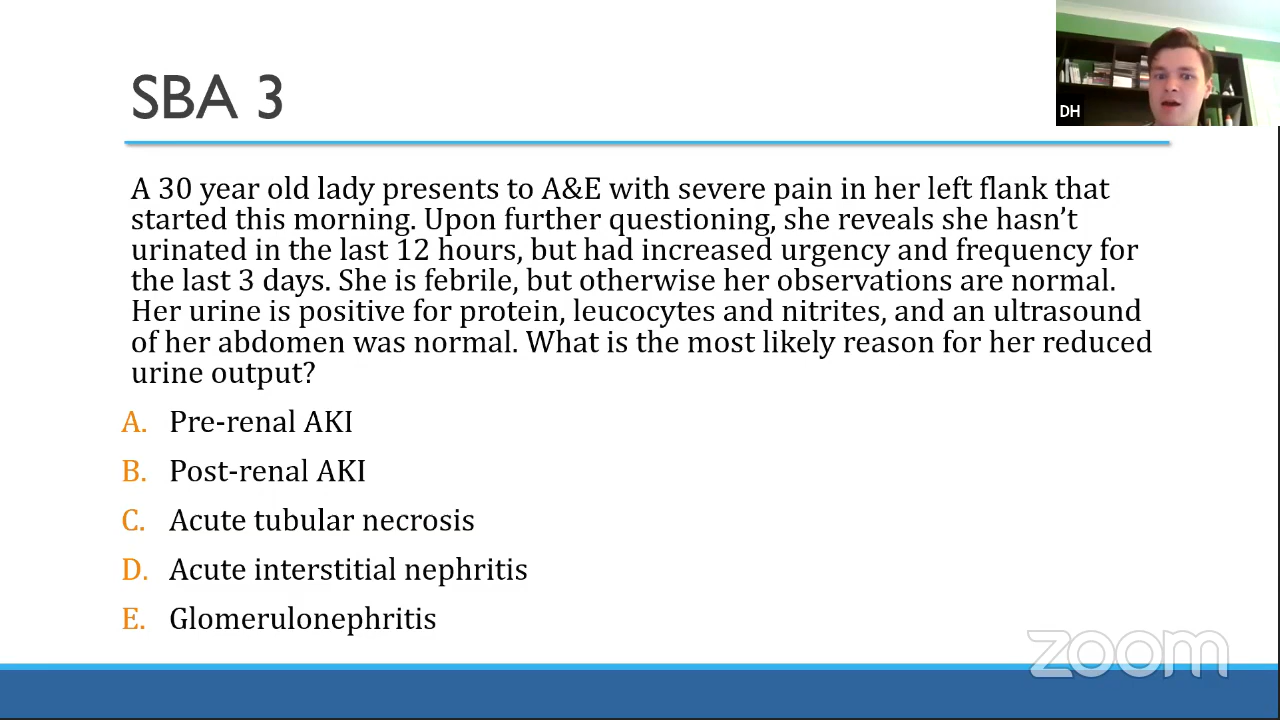 SBA 3
DH
A 30 year old lady presents to A&E with severe pain in her left flank that
started this morning. Upon further questioning, she reveals she hasn’t
urinated in the last 12 hours, but had increased urgency and frequency for
the last 3 days. She is febrile, but otherwise her observations are normal.
Her urine is positive for protein, leucocytes and nitrites, and an ultrasound
of her abdomen was normal. What is the most likely reason for her reduced
urine output?
A. Pre-renal AKI
B. Post-renal AKI
C. Acute tubular necrosis
D. Acute interstitial nephritis
E. Glomerulonephritis
zoom